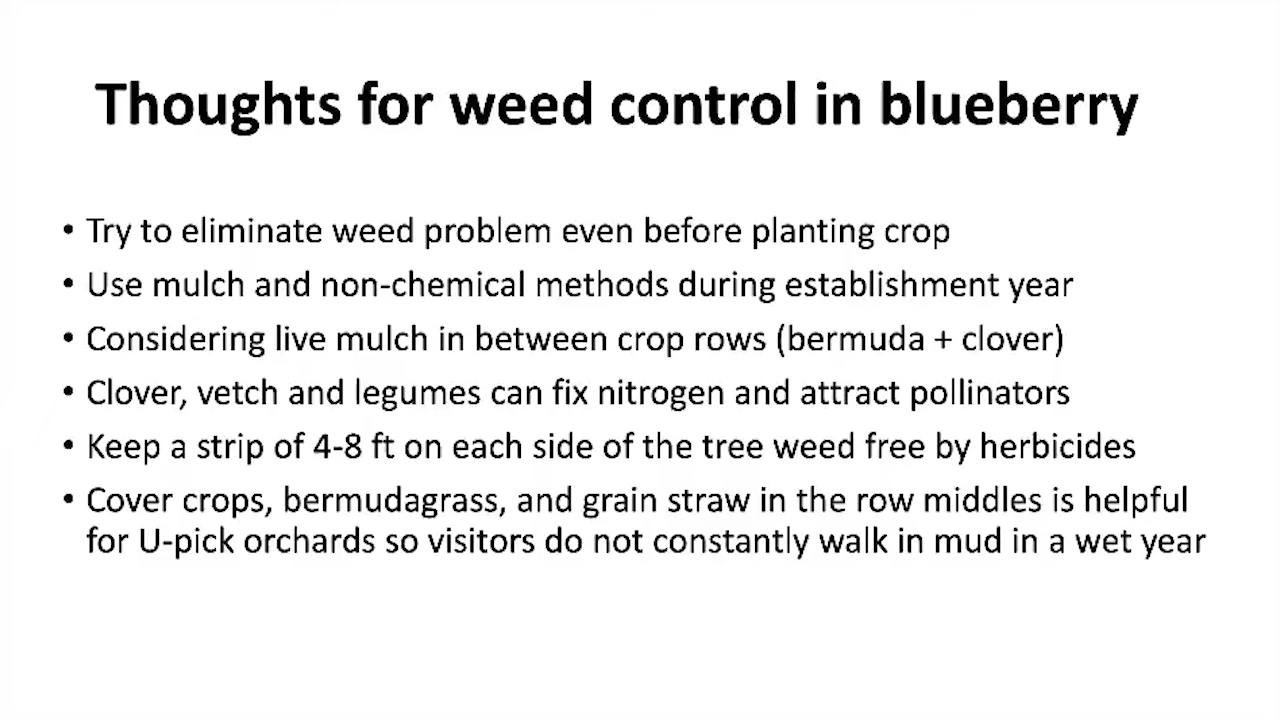 Thoughts for weed control in blueberry
• Try to eliminate weed problem even before planting crop
• Use mulch and non-chemical methods during establishment year
• Considering live mulch in between crop rows (bermuda + clover)
• Clover, vetch and legumes can fix nitrogen and attract pollinators
• Keep a strip of 4-8 ft on each side of the tree weed free by herbicides
• Cover crops, bermudagrass, and grain straw in the row middles is helpful
for U-pick orchards so visitors do not constantly walk in mud in a wet year